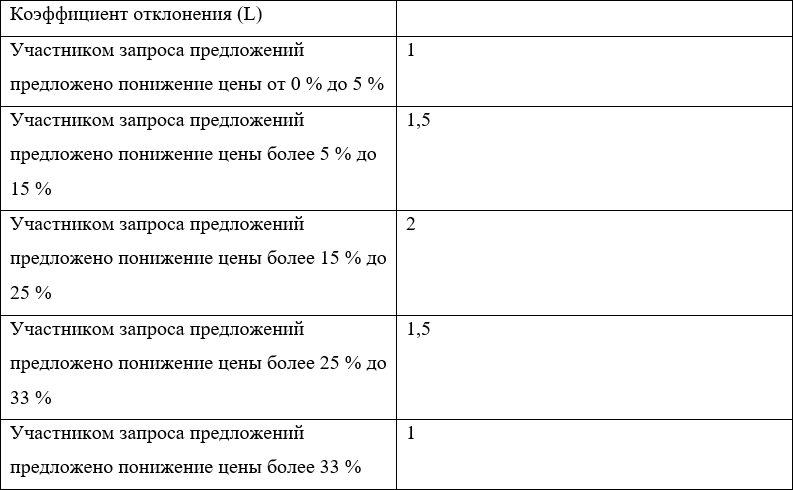 Коэффициент отклонения (L)
Участником запроса предложений
предложено понижение цены от 0 % до 5 %
1
Участником запроса предложений
предложено понижение цены более 5 % до
15 %
1,5
Участником запроса предложений
предложено понижение цены более 15 % до
25 %
2
Участником запроса предложений
предложено понижение цены более 25 % до
33 %
1,5
Участником запроса предложений
предложено понижение цены более 33 %
1